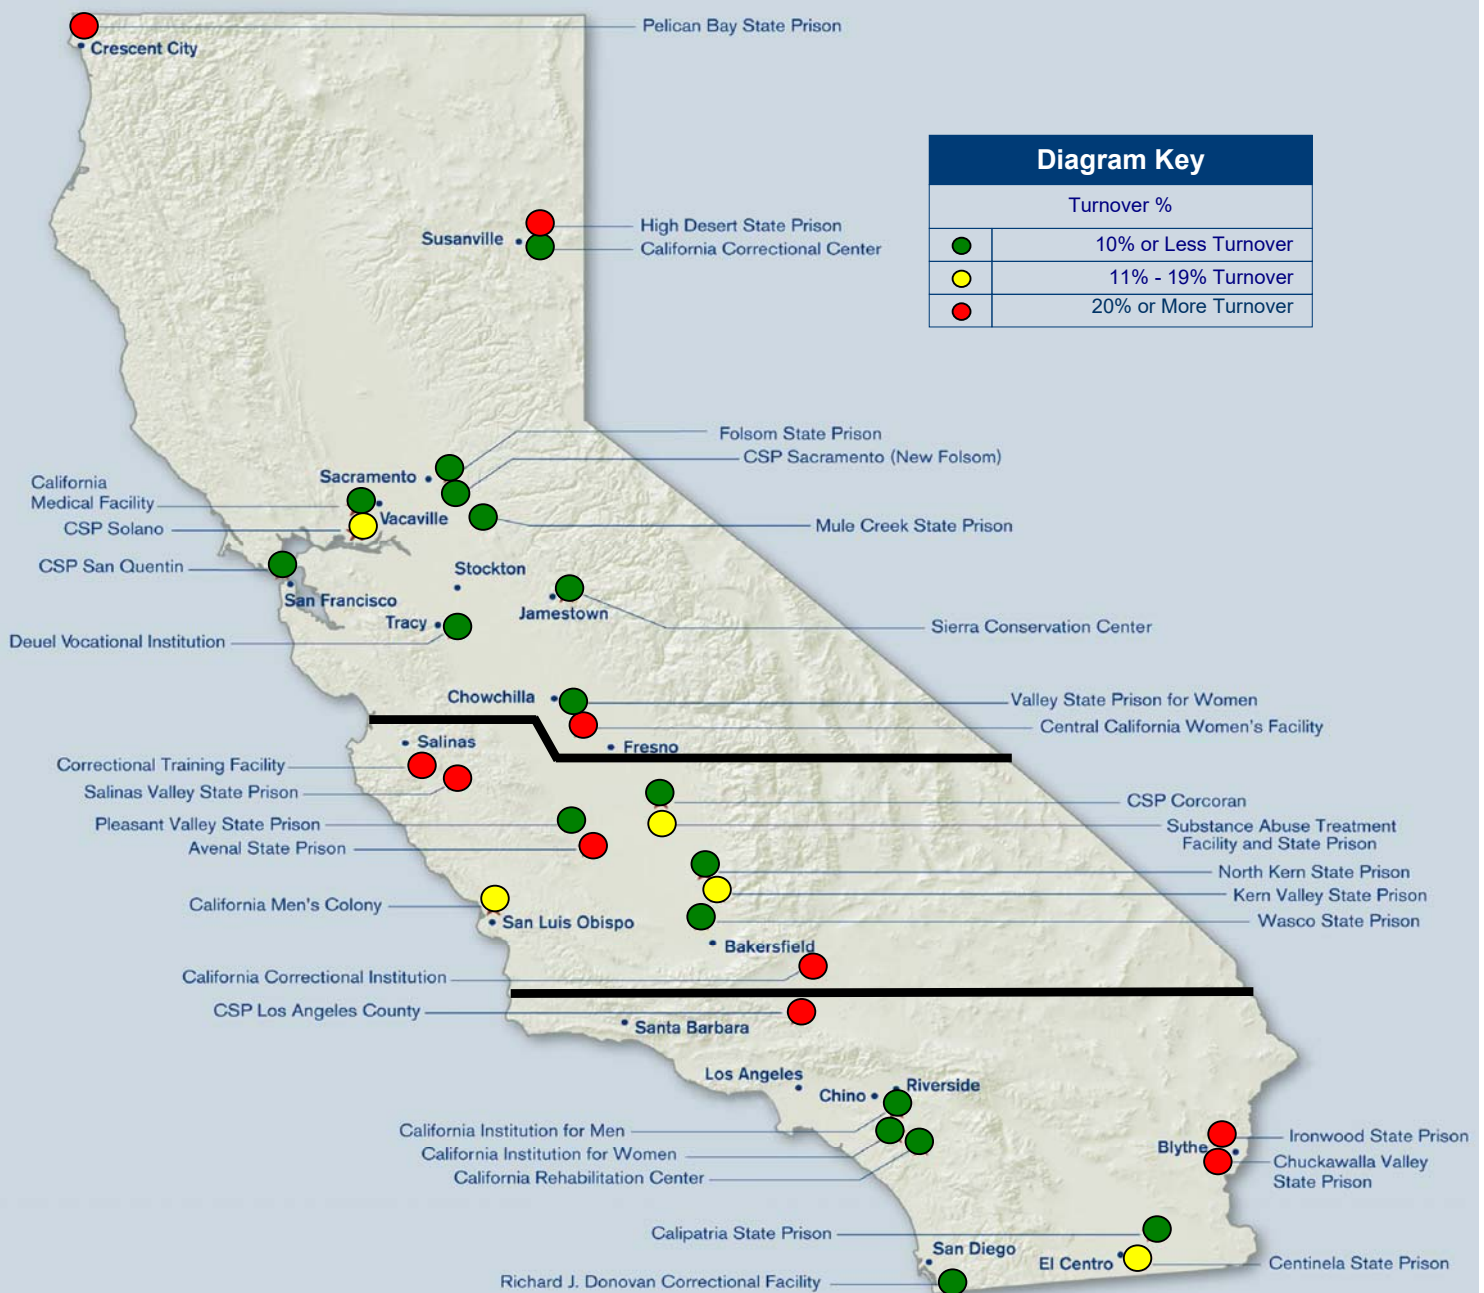 Pelican Bay State Prison
Crescent City
Diagram Key
Turnover %
10% or Less Turnover
11% - 19% Turnover
20% or More Turnover
High Desert State Prison
Susanville
California Correctional Center
Folsom State Prison
CSP Sacramento (New Folsom)
Sacramento
California
Medical Facility
Vacaville
CSP Solano
Mule Creek State Prison
CSP San Quentin
Stockton
San Francisco
Jamestown
Tracy
Sierra Conservation Center
Deuel Vocational Institution
Chowchilla
Valley State Prison for Women
Central California Women's Facility
Salinas
Fresno
Correctional Training Facility
Salinas Valley State Prison
CSP Corcoran
Pleasant Valley State Prison
Substance Abuse Treatment
Facility and State Prison
Avenal State Prison
North Kern State Prison
Kern Valley State Prison
California Men's Colony
San Luis Obispo
Wasco State Prison
Bakersfield
California Correctional Institution
CSP Los Angeles County
Santa Barbara
Los Angeles
Riverside
Chino
California Institution for Men
California Institution for Women
California Rehabilitation Center
Ironwood State Prison
Blythe
Chuckawalla Valley
State Prison
Calipatria State Prison
San Diego
El Centro
Centinela State Prison
Richard J. Donovan Correctional Facility